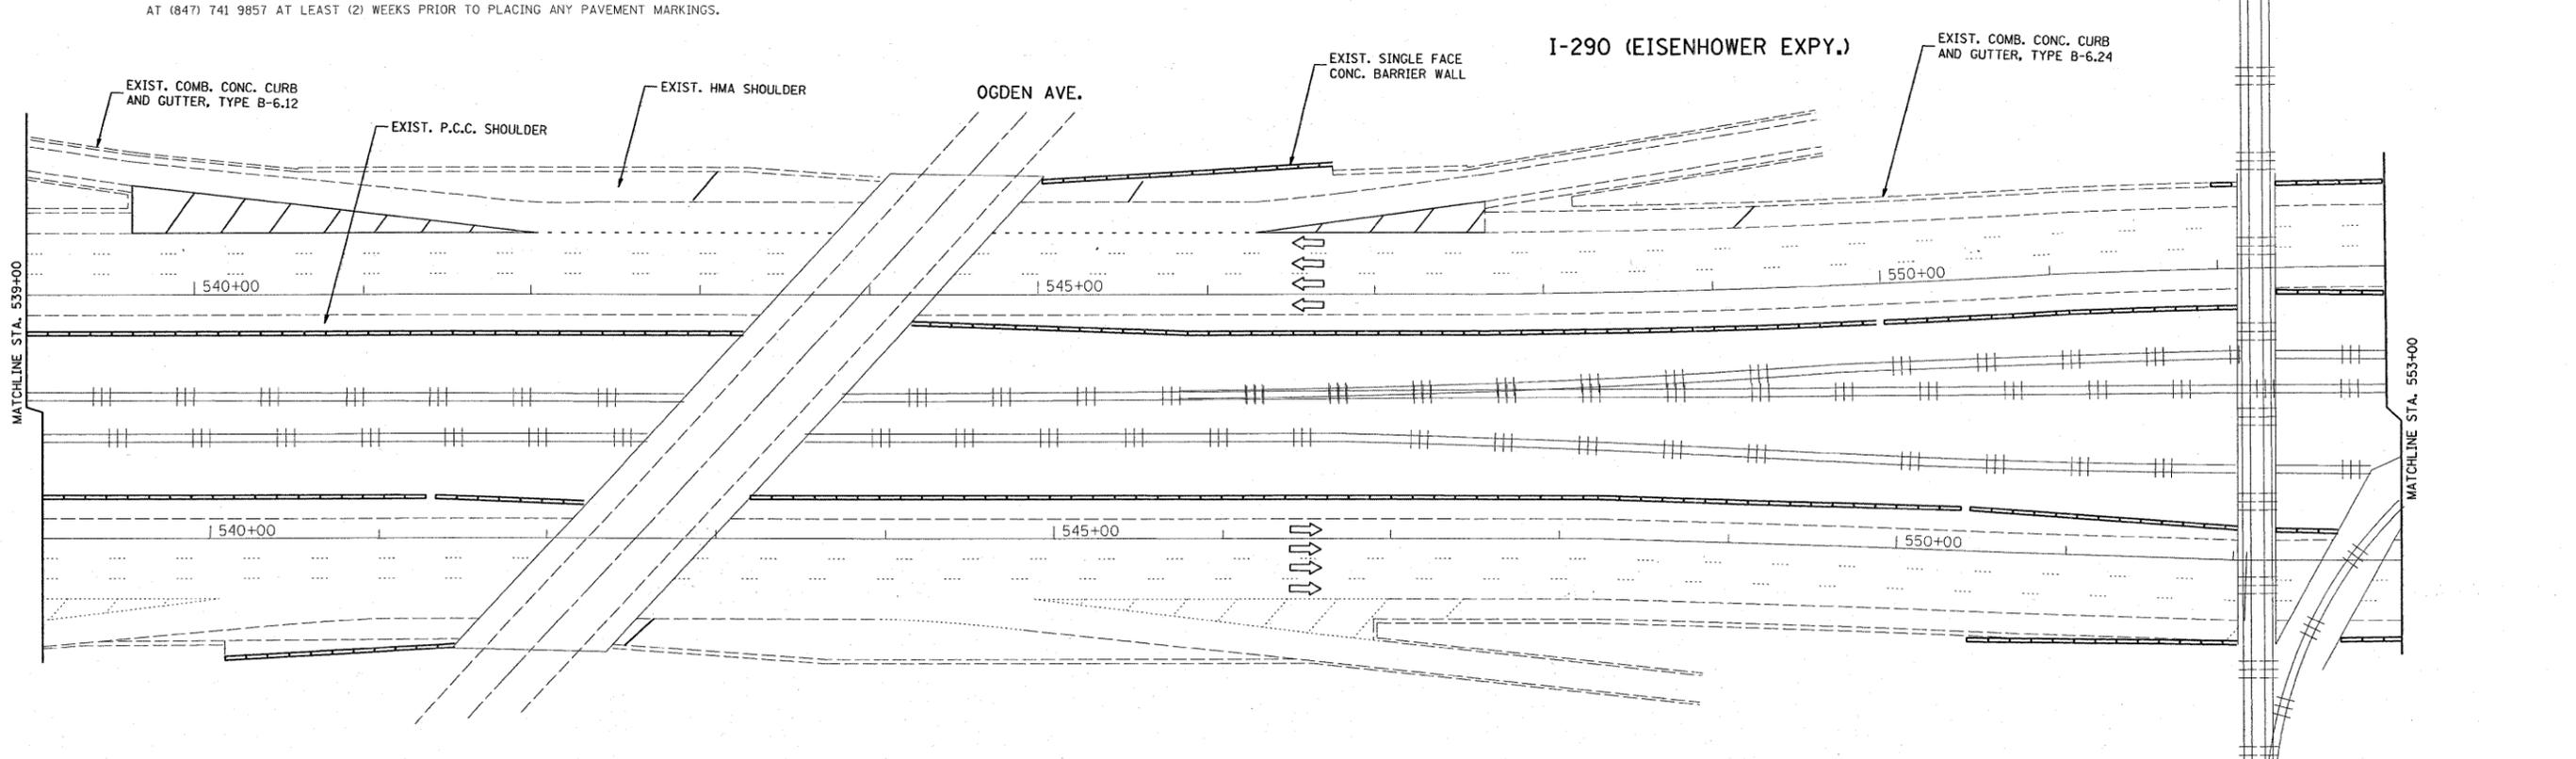 AT (847) 741 9857 AT LEAST (2) WEEKS PRIOR TO PLACING ANY PAVEMENT MARKINGS.
I-290 (EISENHOWER EXPY.)
EXIST. COMB. CONC. CURB
AND GUTTER, TYPE B-6.24
EXIST. SINGLE FACE
CONC. BARRIER WALL
EXIST. COMB. CONC. CURB
AND GUTTER, TYPE B-6.12
EXIST. HMA SHOULDER
OGDEN AVE.
EXIST. P.C.C. SHOULDER
MATCHLINE STA. 539+00
540+00
545+00
550+00
MATCHLINE STA. 553+00
540+00
545+00
550+00